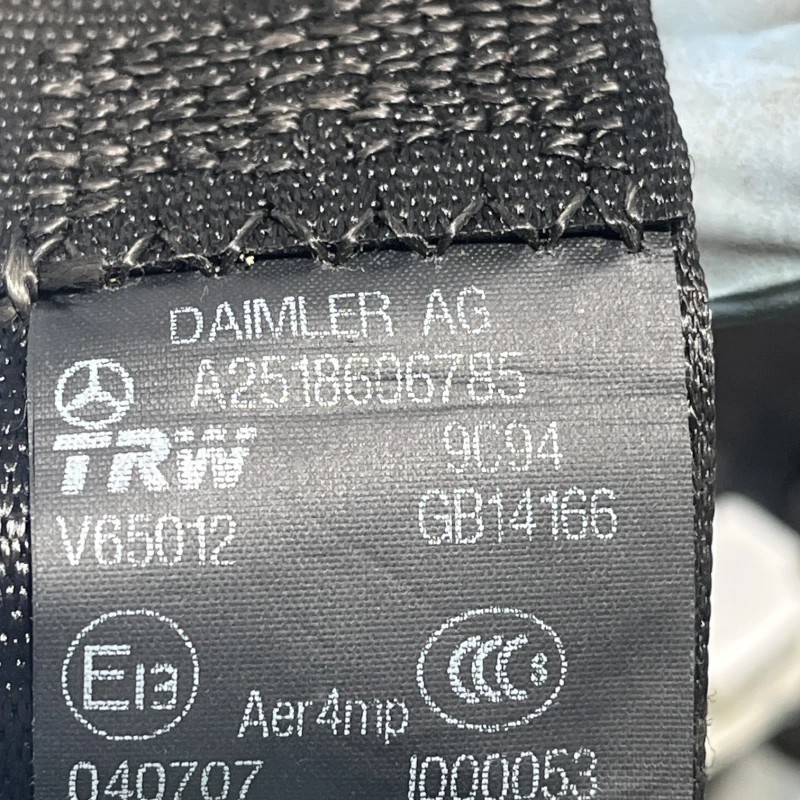 DAIMLER AG
A2518606785
TRW 9C94
V65012 GB14166
E13 Aer4mp CCC S
040707 I000053